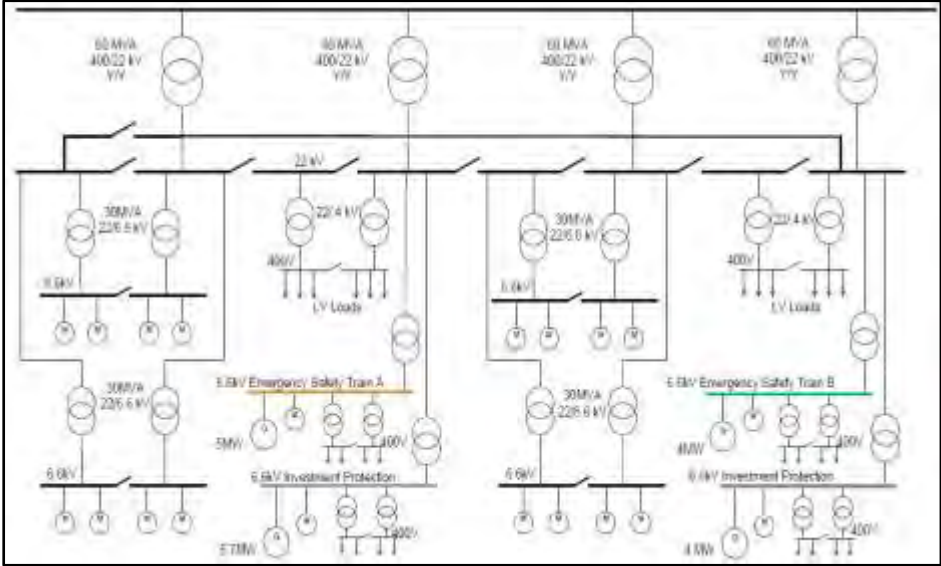 60 MVA
400/22 kV
Y/Y
60 MVA
400/22 kV
Y/Y
60 MVA
400/22 kV
Y/Y
60 MVA
400/22 kV
Y/Y
22 kV
30MVA
22/6.6 kV
22/.4 kV
30MVA
22/6.6 kV
22/.4 kV
6.6kV
400V
6.6kV
400V
M
M
M
M
LV Loads
M
M
M
M
LV Loads
30MVA
22/6.6 kV
6.6kV Emergency Safety Train A
30MVA
22/6.6 kV
6.6kV Emergency Safety Train B
G
M
5MW
400V
G
M
4MW
400V
6.6kV
6.6kV Investment Protection
6.6kV
6.6kV Investment Protection
M
M
M
M
G
M
400V
M
M
M
M
G
M
400V
5.7MW
4 MW